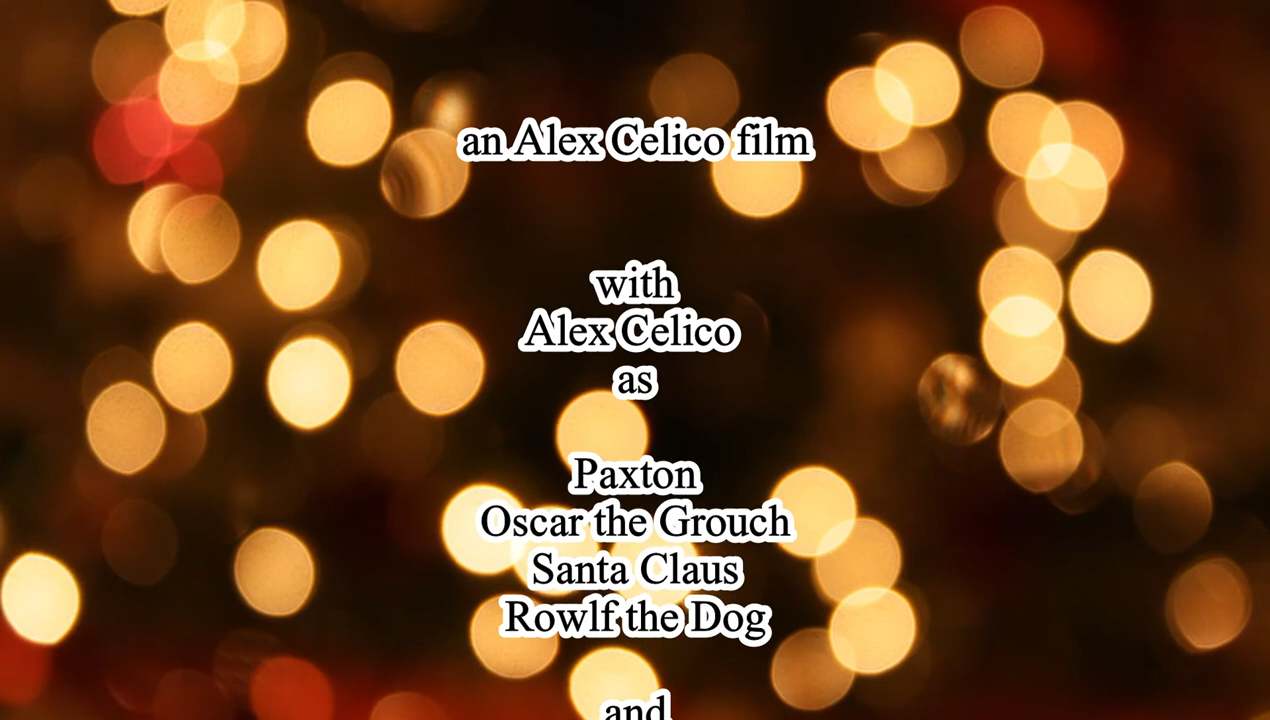 an Alex Celico film
with
Alex Celico
as
Paxton
Oscar the Grouch
Santa Claus
Rowlf the Dog
and